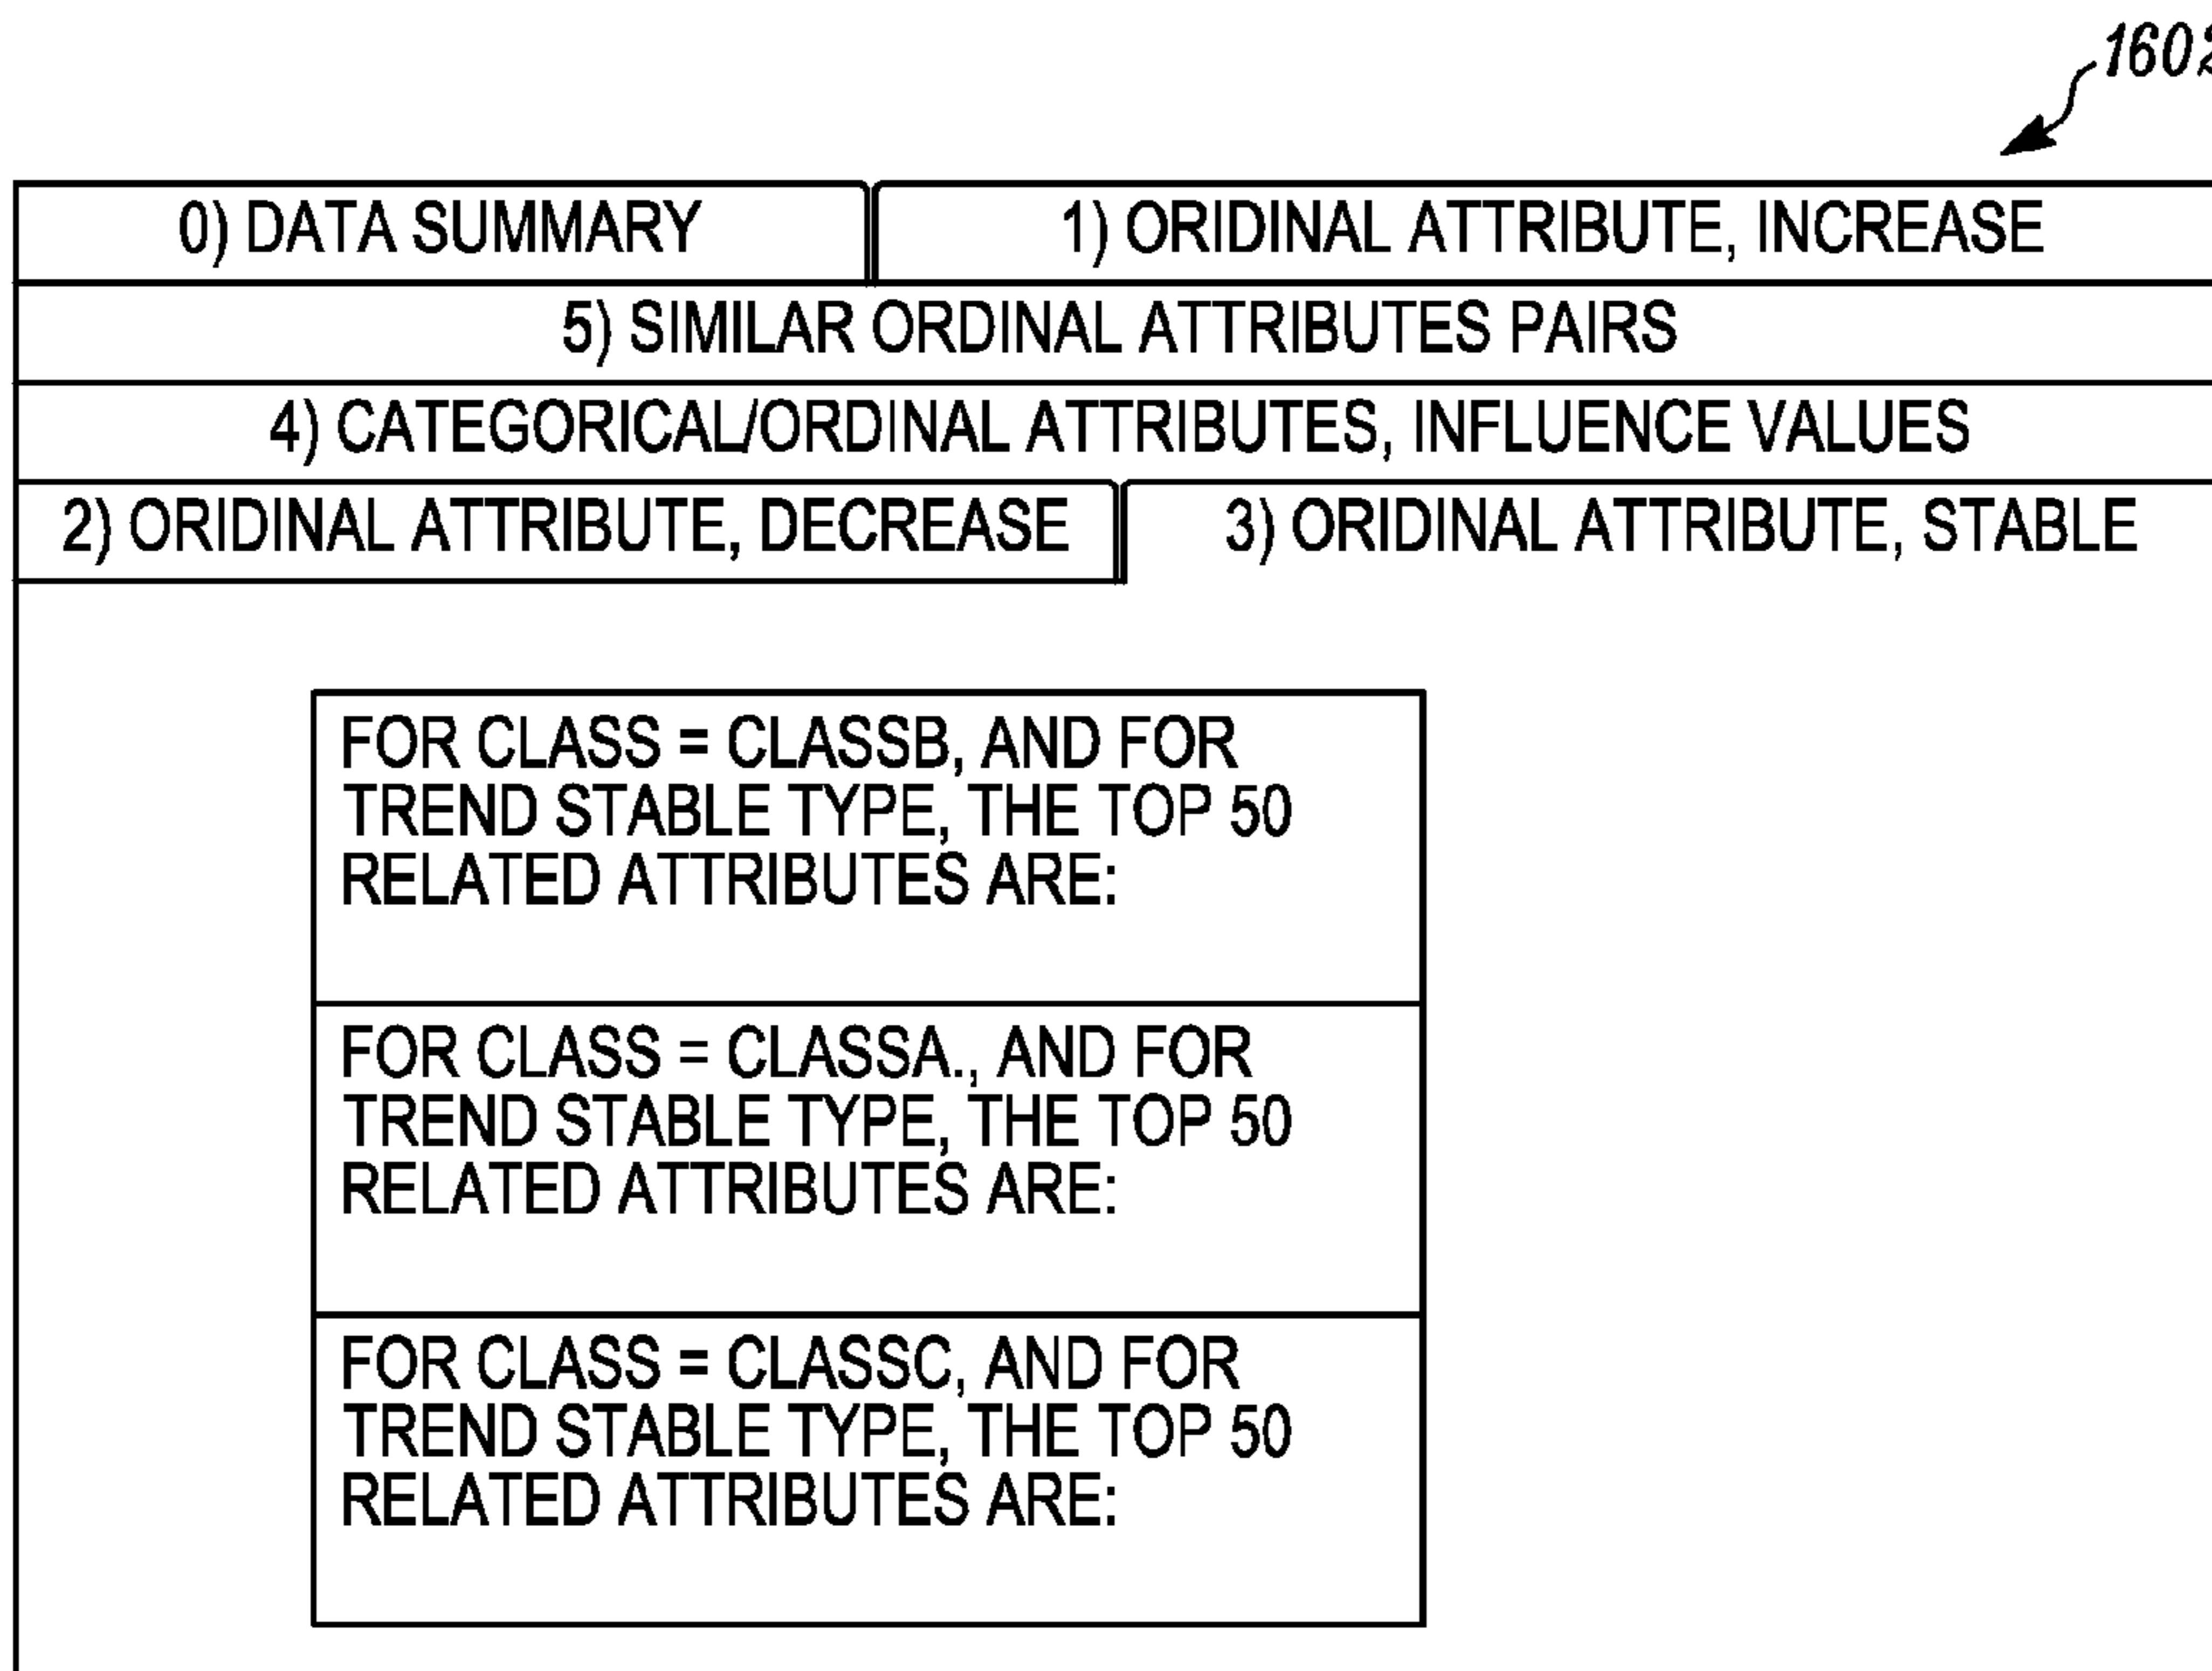 1602
0) DATA SUMMARY
1) ORIDINAL ATTRIBUTE, INCREASE
5) SIMILAR ORDINAL ATTRIBUTES PAIRS
4) CATEGORICAL/ORDINAL ATTRIBUTES, INFLUENCE VALUES
2) ORIDINAL ATTRIBUTE, DECREASE
3) ORIDINAL ATTRIBUTE, STABLE
FOR CLASS = CLASSB, AND FOR
TREND STABLE TYPE, THE TOP 50
RELATED ATTRIBUTES ARE:
FOR CLASS = CLASSA., AND FOR
TREND STABLE TYPE, THE TOP 50
RELATED ATTRIBUTES ARE:
FOR CLASS = CLASSC, AND FOR
TREND STABLE TYPE, THE TOP 50
RELATED ATTRIBUTES ARE: